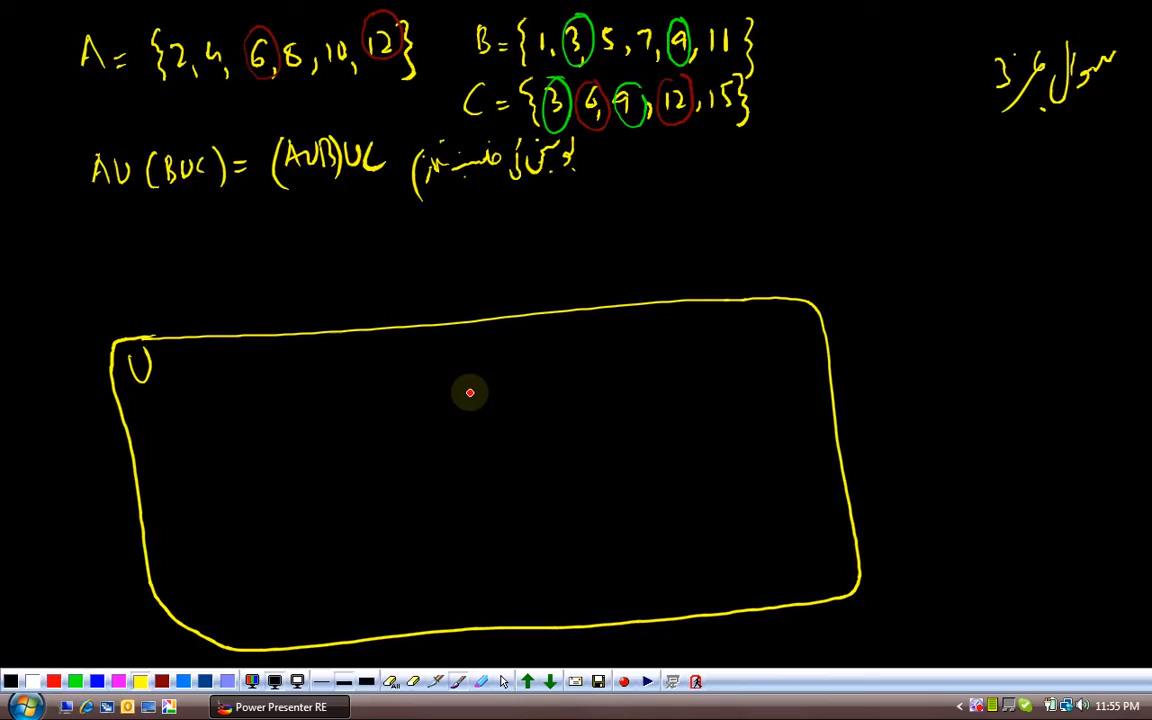 A = {2, 4, 6, 8, 10, 12}
B = {1, 3, 5, 7, 9, 11}
سوال نمبر 3
C = {3, 6, 9, 12, 15}
A∪(B∪C) = (A∪B)∪C (
U
Power Presenter RE
11:55 PM